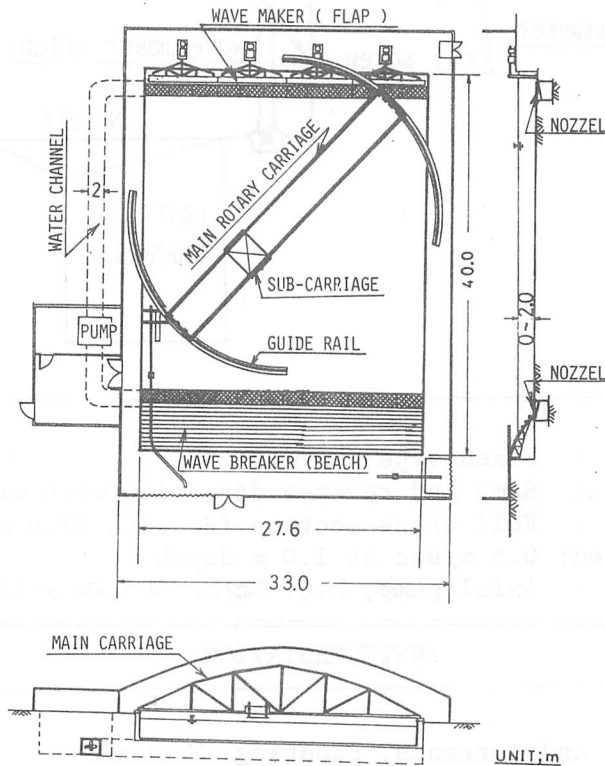 WAVE MAKER ( FLAP )
NOZZEL
WATER CHANNEL
2
MAIN ROTARY CARRIAGE
SUB-CARRIAGE
40.0
0~2.0
PUMP
GUIDE RAIL
NOZZEL
WAVE BREAKER (BEACH)
27.6
33.0
MAIN CARRIAGE
UNIT;m